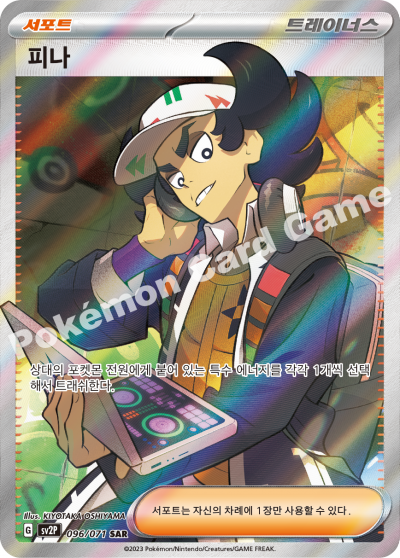 서포트
트레이너스
피나
Pokémon Card Game
상대의 포켓몬 전원에게 붙어 있는 특수 에너지를 각각 1개씩 선택
해서 트래쉬한다.
Illus. KIYOTAKA OSHIYAMA
G SV2P 096/071 SAR
서포트는 자신의 차례에 1장만 사용할 수 있다.
©2023 Pokémon/Nintendo/Creatures/GAME FREAK.